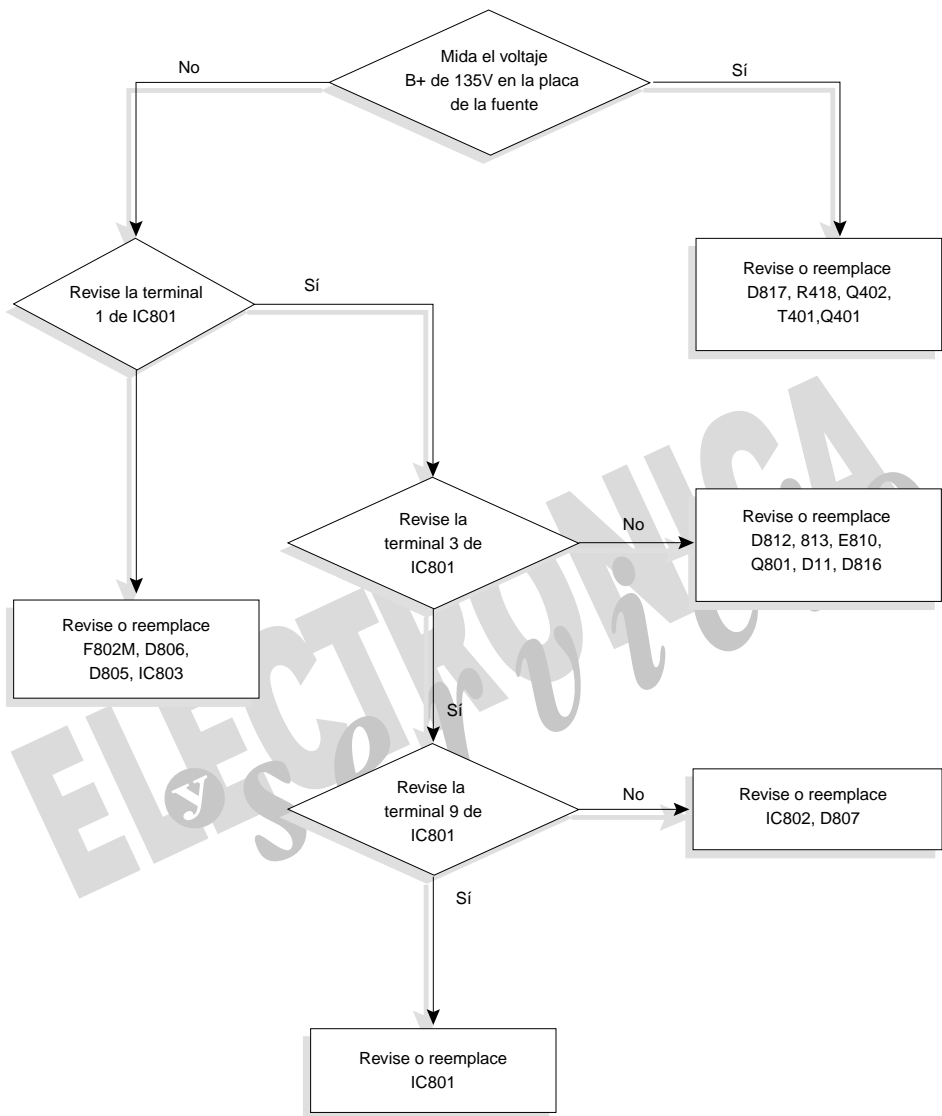 Mida el voltaje
B+ de 135V en la placa
de la fuente
No
Sí
Revise la terminal
1 de IC801
Sí
Revise o reemplace
D817, R418, Q402,
T401,Q401
Revise la
terminal 3 de
IC801
No
Revise o reemplace
D812, 813, E810,
Q801, D11, D816
Revise o reemplace
F802M, D806,
D805, IC803
Sí
Revise la
terminal 9 de
IC801
No
Revise o reemplace
IC802, D807
Sí
Revise o reemplace
IC801
ELECTRONICA
y servicio